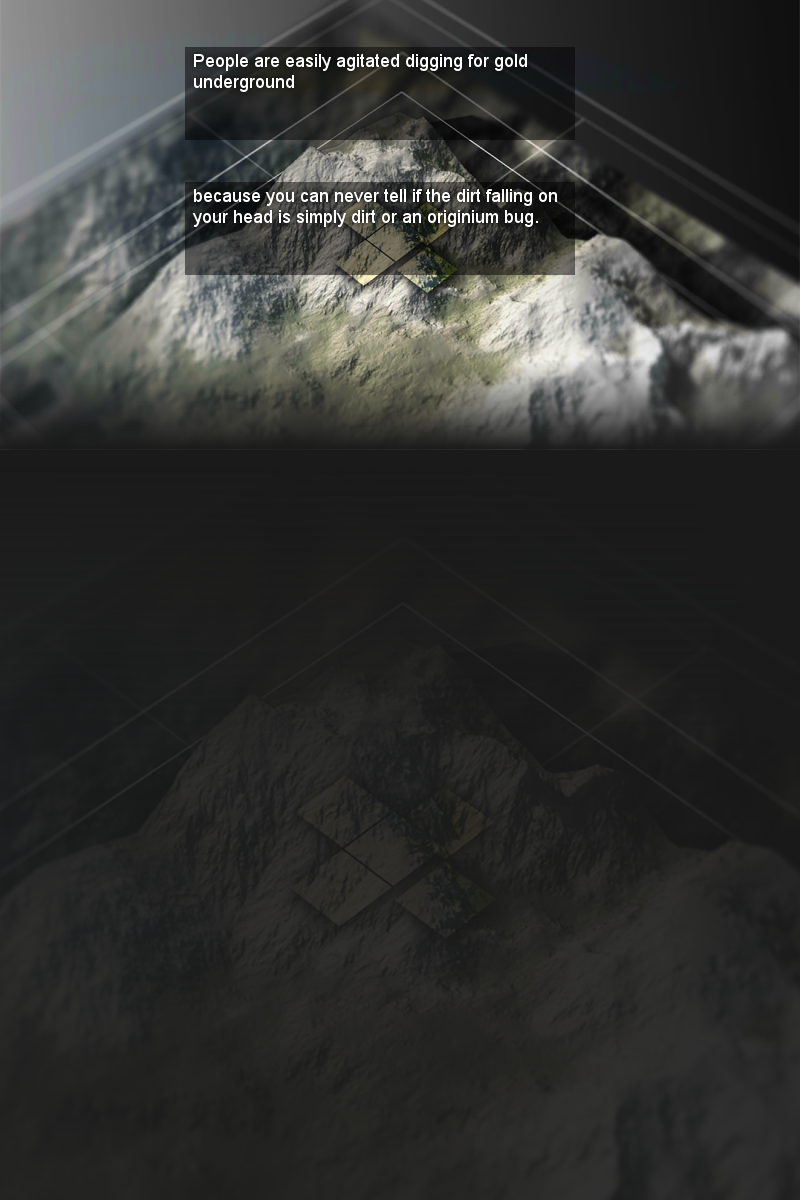 People are easily agitated digging for gold
underground
because you can never tell if the dirt falling on
your head is simply dirt or an originium bug.